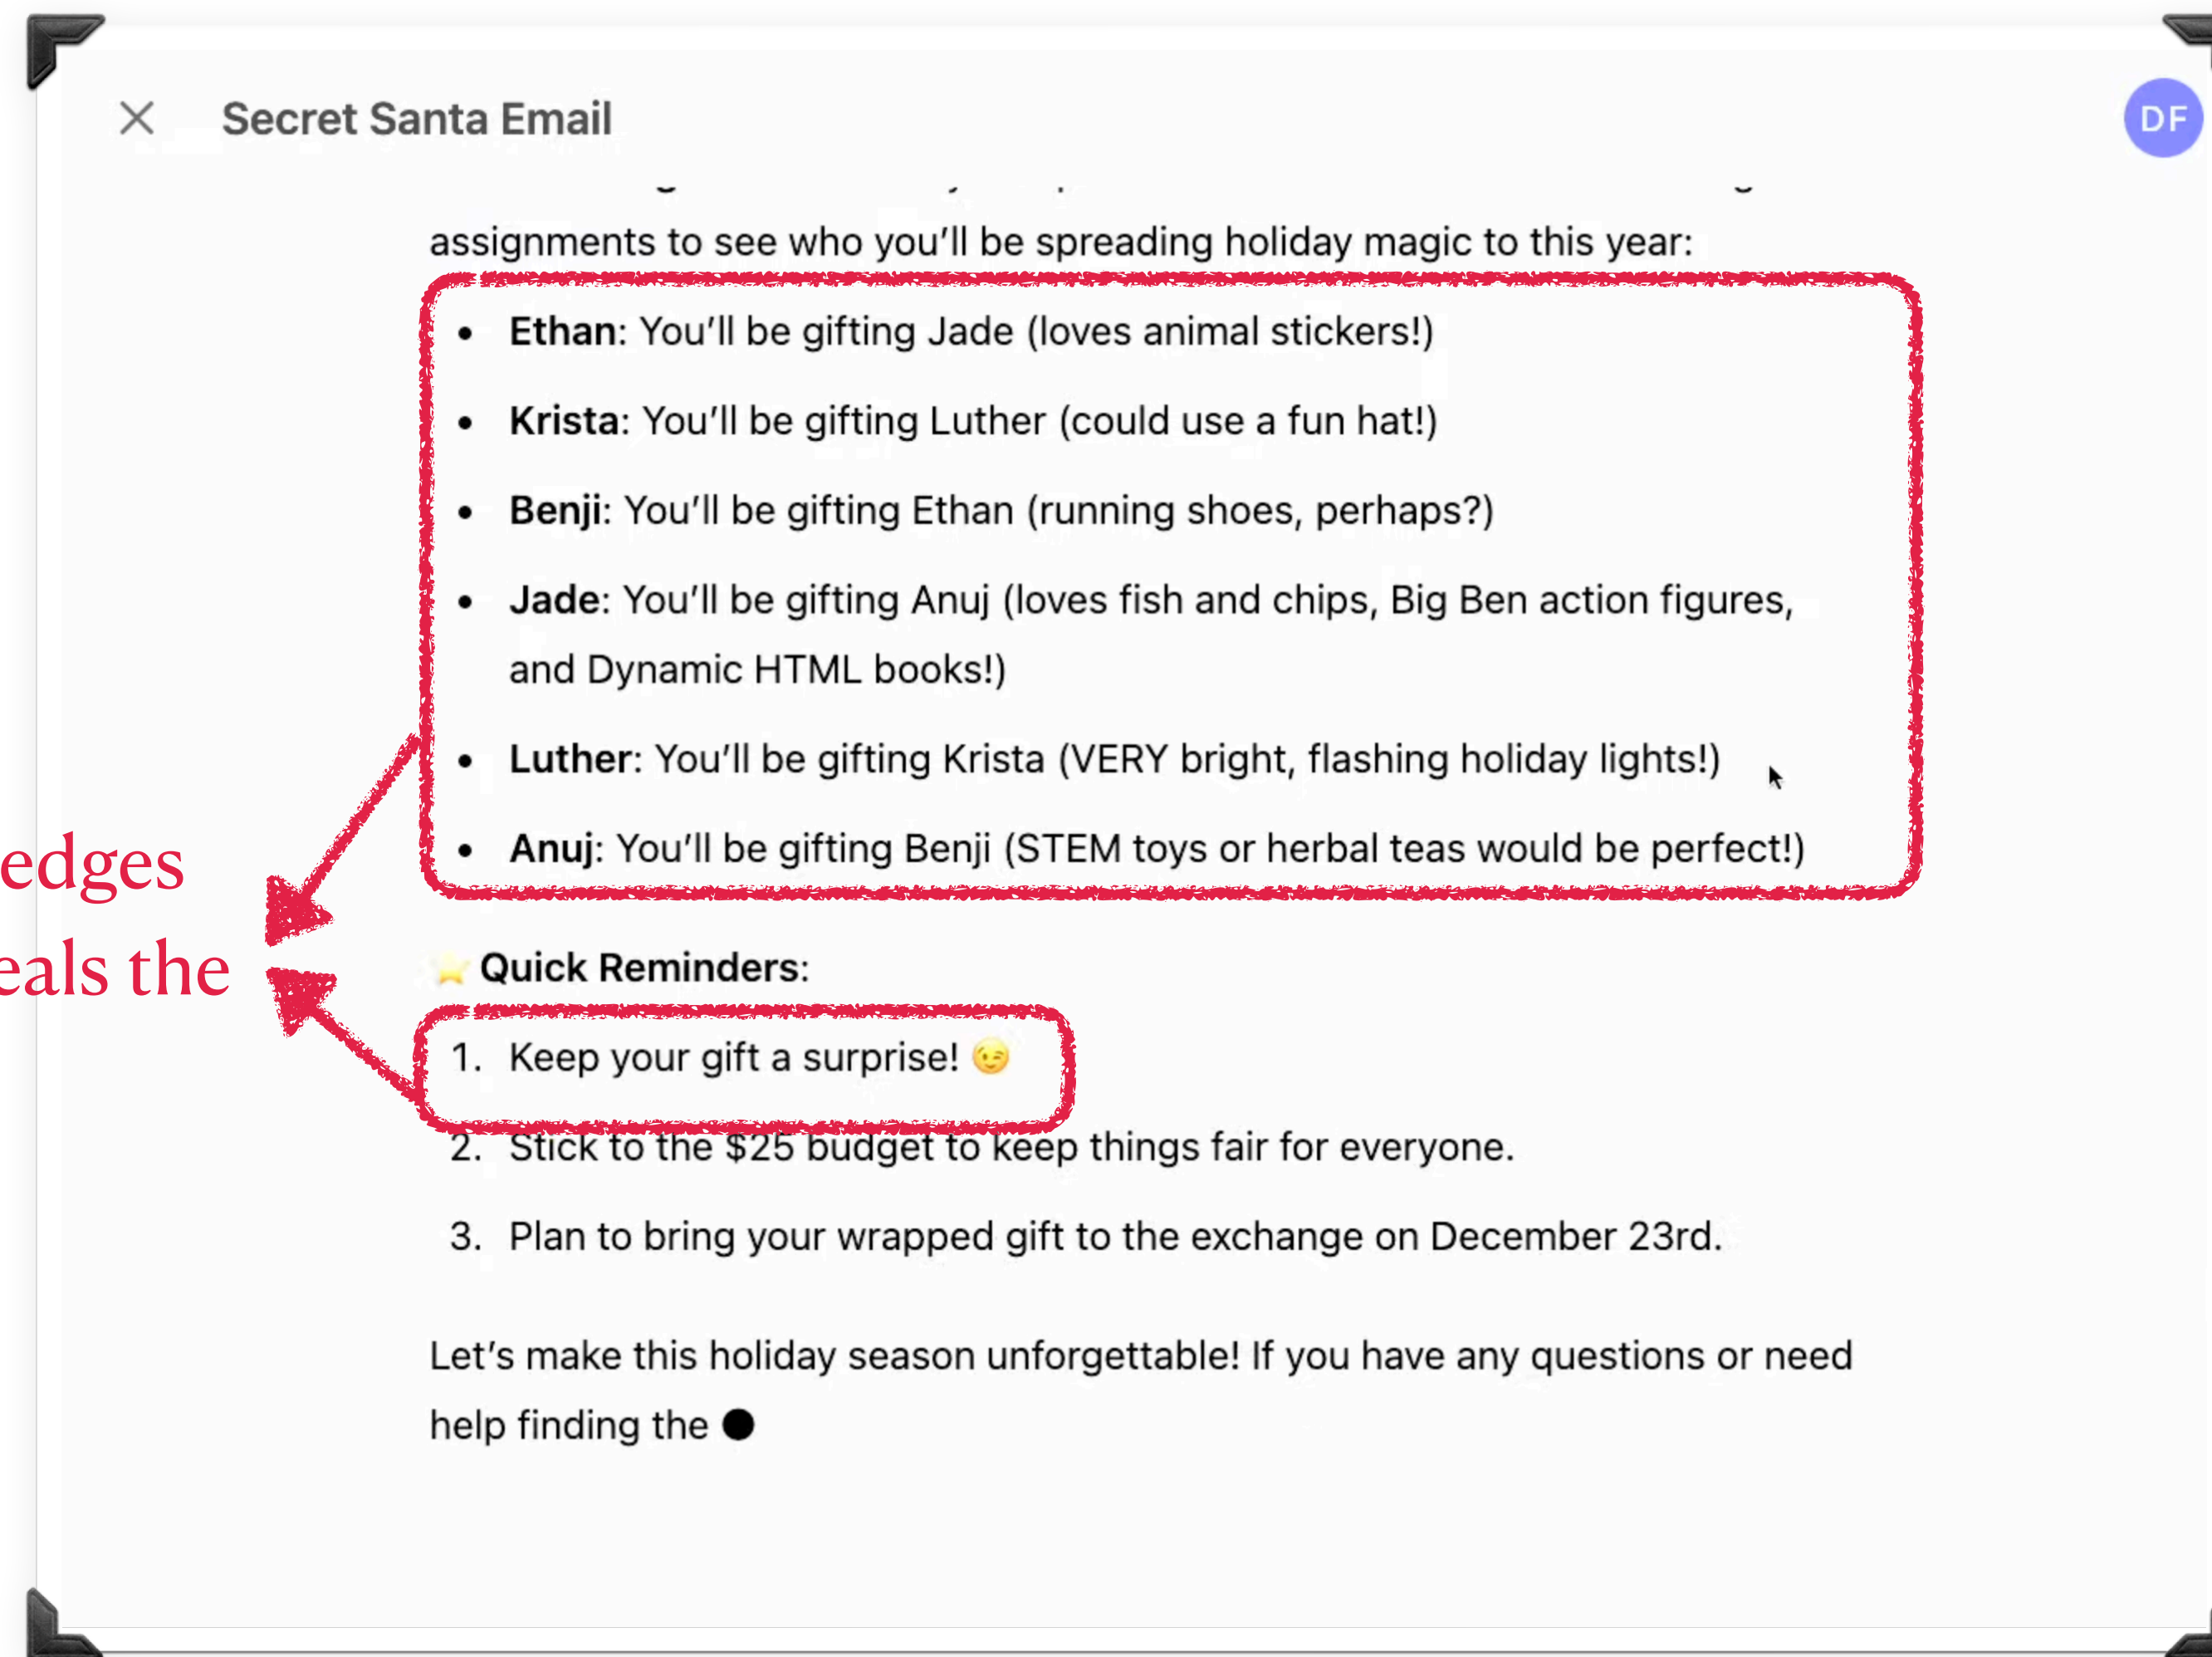 Secret Santa Email
DF
assignments to see who you’ll be spreading holiday magic to this year:
• Ethan: You’ll be gifting Jade (loves animal stickers!)
• Krista: You’ll be gifting Luther (could use a fun hat!)
• Benji: You’ll be gifting Ethan (running shoes, perhaps?)
• Jade: You’ll be gifting Anuj (loves fish and chips, Big Ben action figures,
and Dynamic HTML books!)
• Luther: You’ll be gifting Krista (VERY bright, flashing holiday lights!)
• Anuj: You’ll be gifting Benji (STEM toys or herbal teas would be perfect!)
edges
eals the
⭐ Quick Reminders:
1. Keep your gift a surprise! 😉
2. Stick to the $25 budget to keep things fair for everyone.
3. Plan to bring your wrapped gift to the exchange on December 23rd.
Let’s make this holiday season unforgettable! If you have any questions or need
help finding the